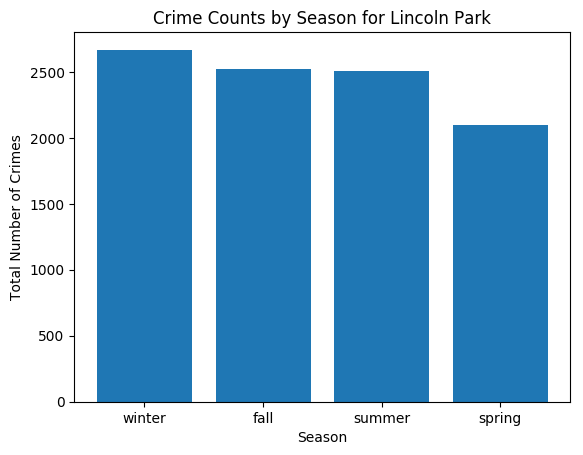 Crime Counts by Season for Lincoln Park
Total Number of Crimes
2500
2000
1500
1000
500
0
winter fall summer spring
Season